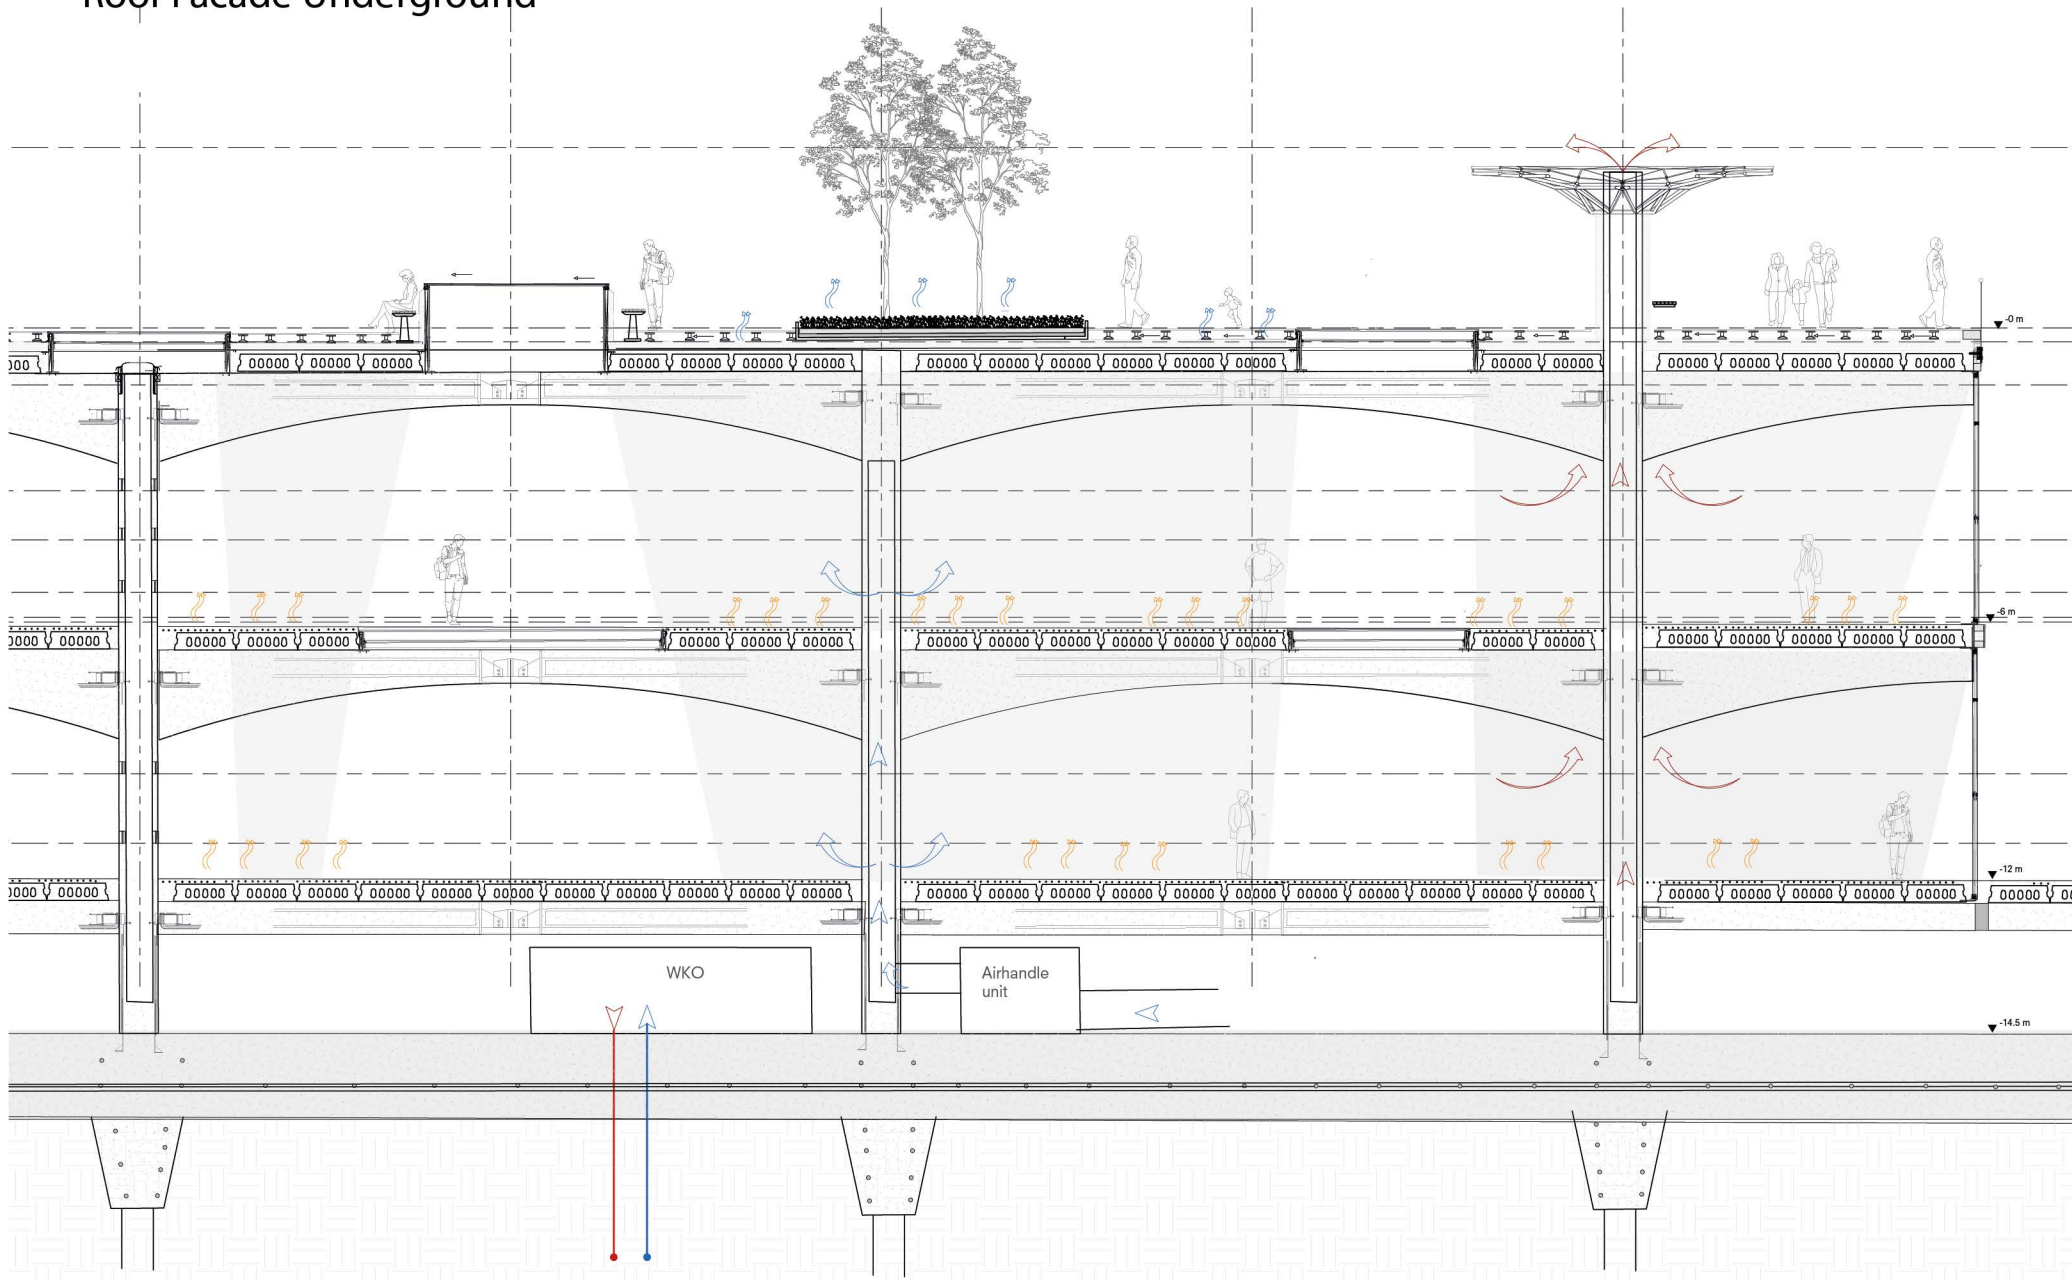 Roof Facade Underground
-0 m
-6 m
-12 m
WKO
Airhandle
unit
-14.5 m